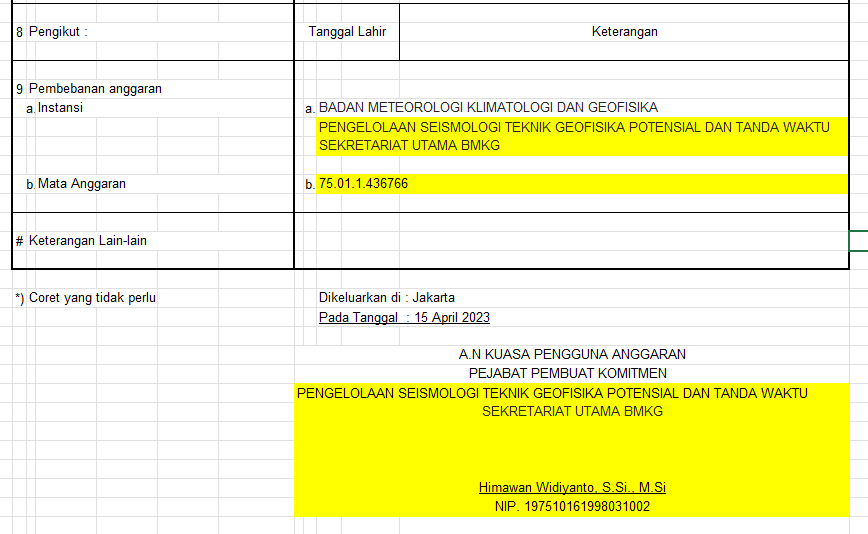 8 Pengikut : Tanggal Lahir Keterangan
9 Pembebanan anggaran
a. Instansi a. BADAN METEOROLOGI KLIMATOLOGI DAN GEOFISIKA
PENGELOLAAN SEISMOLOGI TEKNIK GEOFISIKA POTENSIAL DAN TANDA WAKTU
SEKRETARIAT UTAMA BMKG
b. Mata Anggaran b. 75.01.1.436766
# Keterangan Lain-lain
*) Coret yang tidak perlu Dikeluarkan di : Jakarta
Pada Tanggal : 15 April 2023
A.N KUASA PENGGUNA ANGGARAN
PEJABAT PEMBUAT KOMITMEN
PENGELOLAAN SEISMOLOGI TEKNIK GEOFISIKA POTENSIAL DAN TANDA WAKTU
SEKRETARIAT UTAMA BMKG
Himawan Widiyanto, S.Si., M.Si
NIP. 197510161998031002